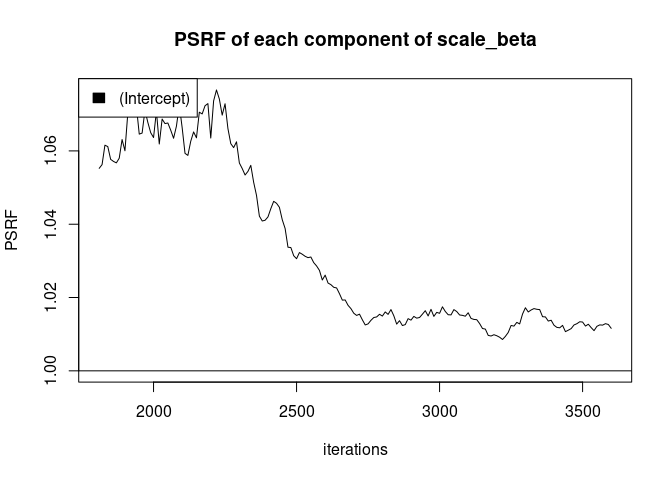 PSRF of each component of scale_beta
(Intercept)
PSRF
1.06
1.04
1.02
1.00
2000 2500 3000 3500
iterations